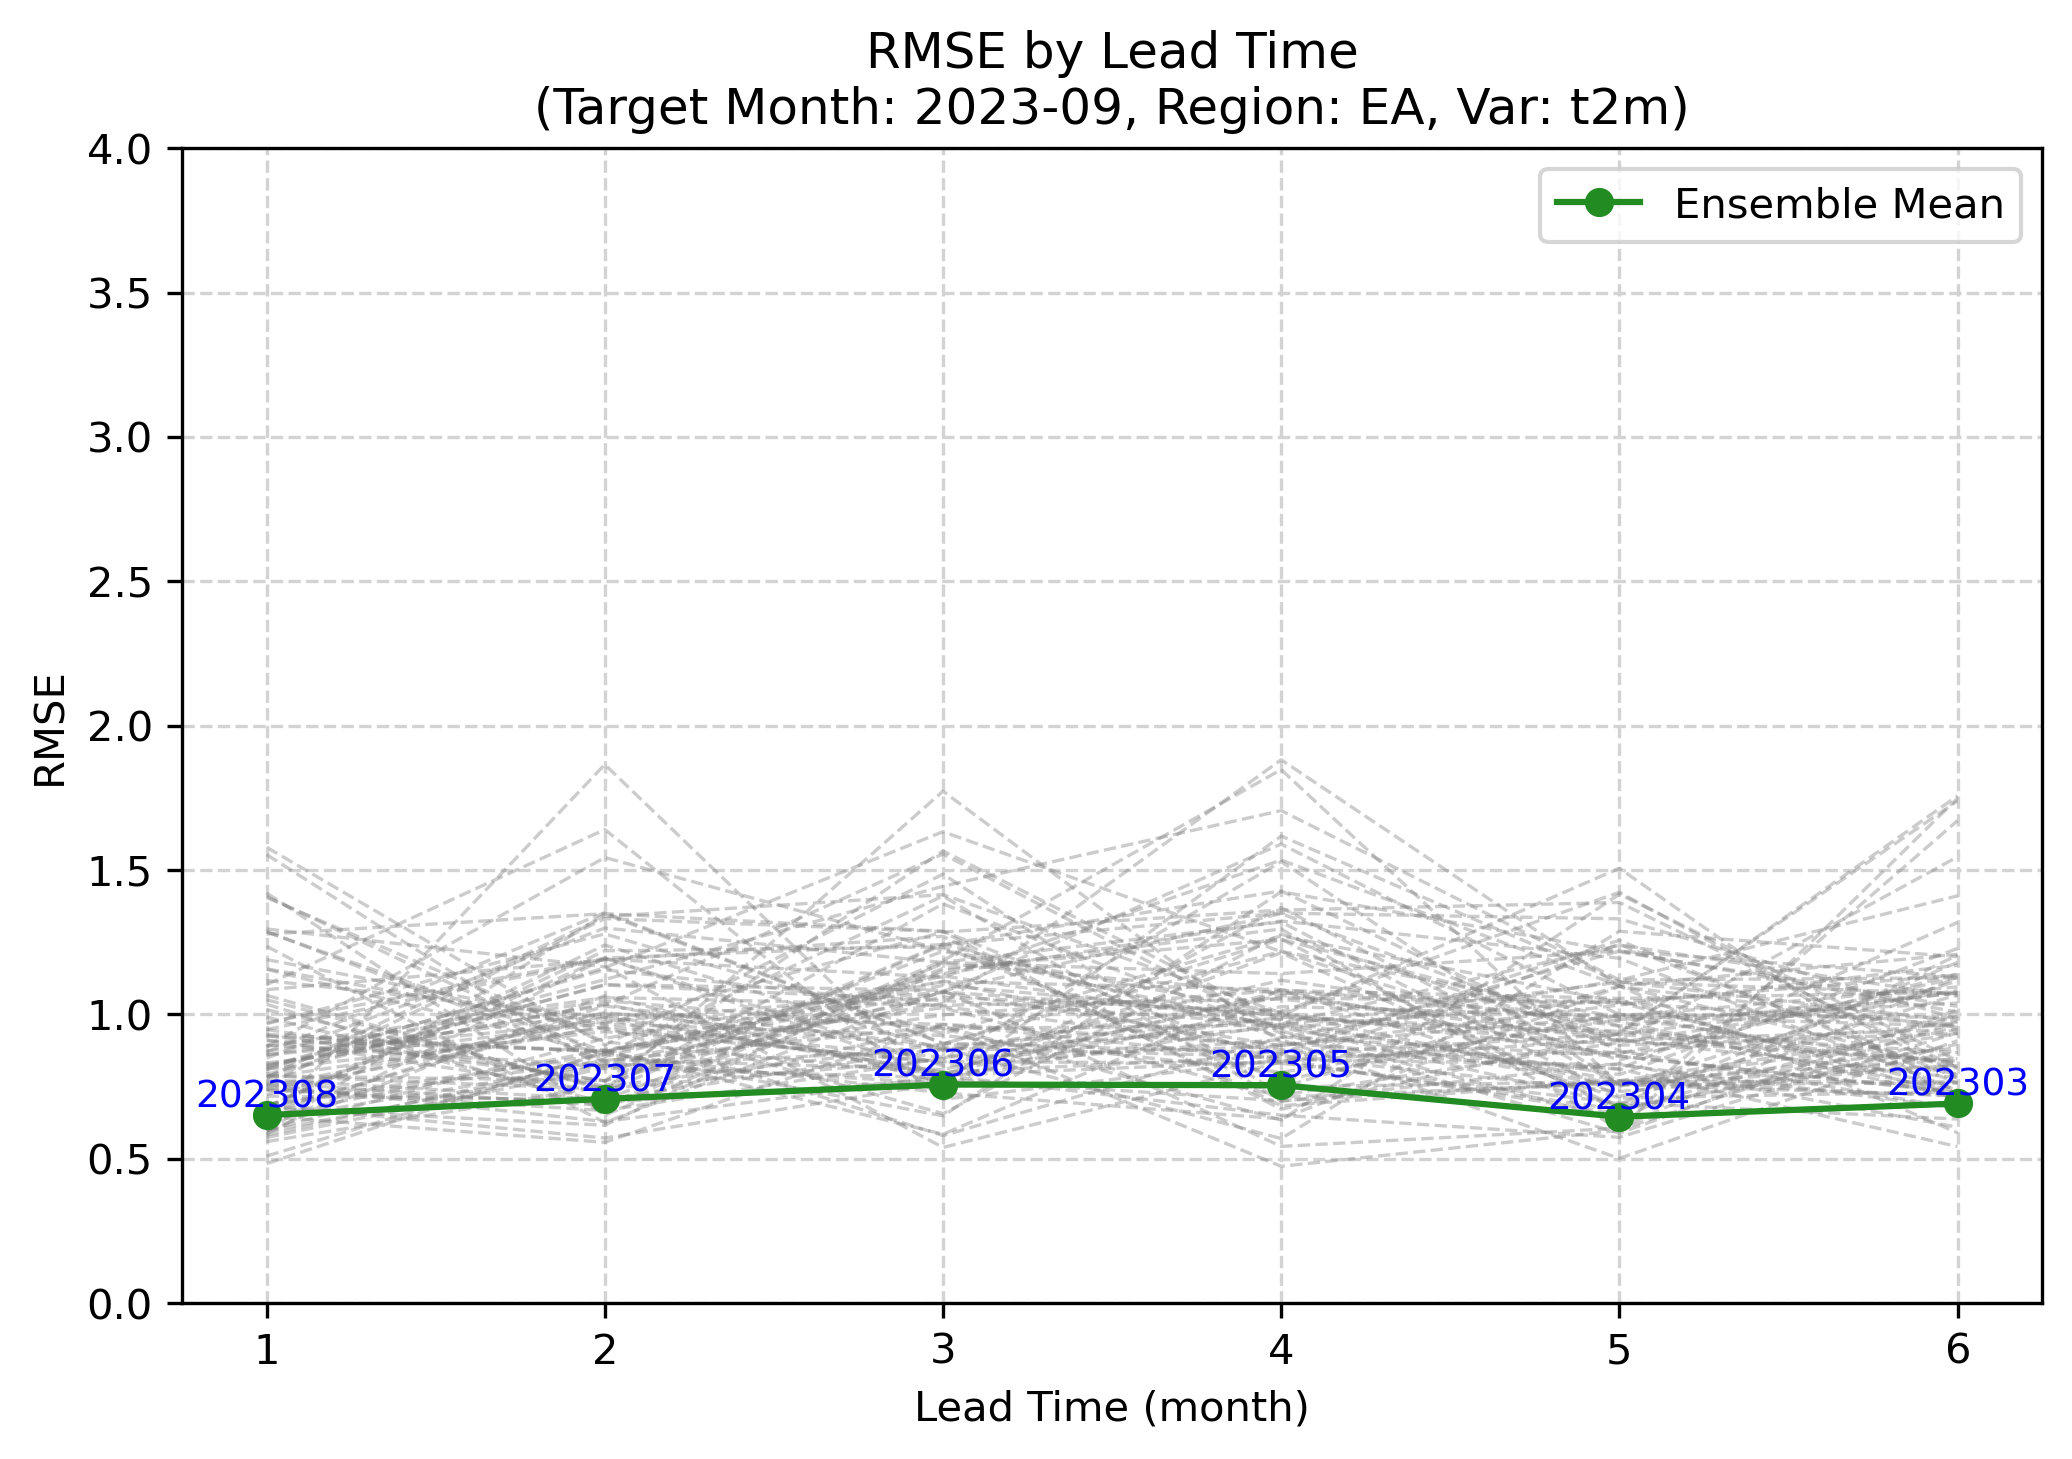 RMSE by Lead Time
(Target Month: 2023-09, Region: EA, Var: t2m)
4.0
3.5
3.0
2.5
2.0
1.5
1.0
0.5
0.0
RMSE
Ensemble Mean
202308
202307
202306
202305
202304
202303
1 2 3 4 5 6
Lead Time (month)